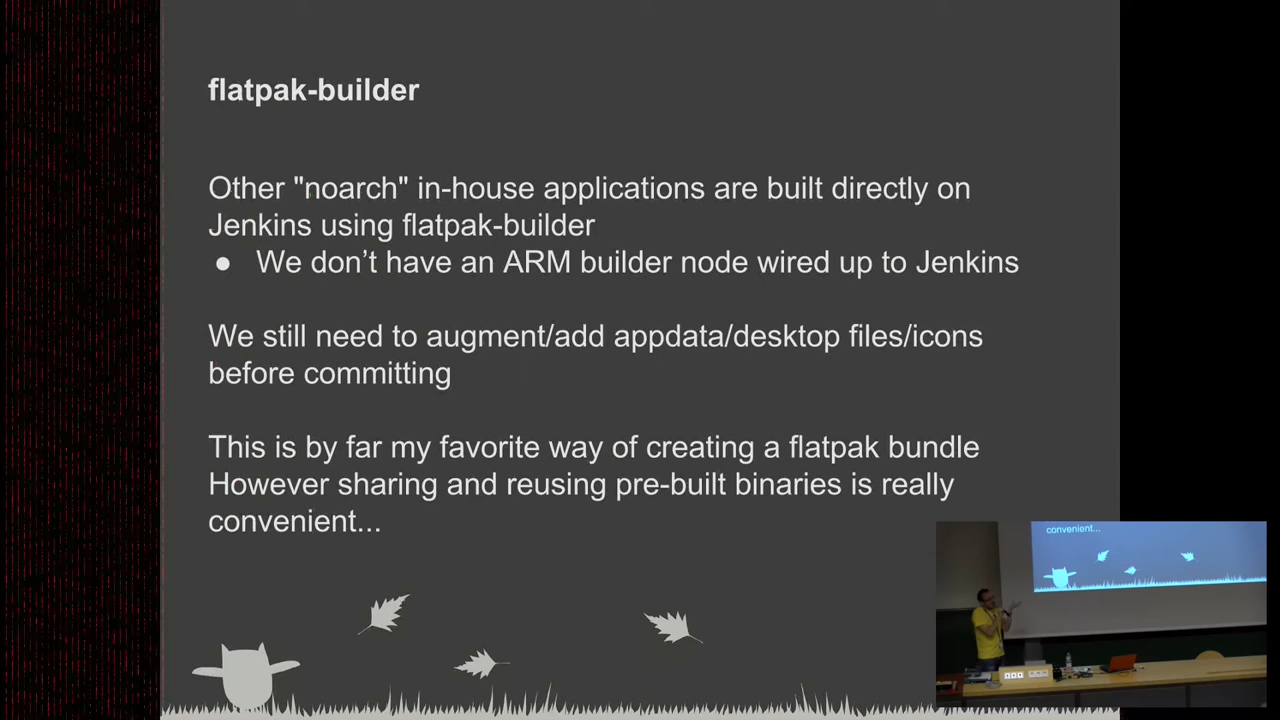 flatpak-builder
Other "noarch" in-house applications are built directly on
Jenkins using flatpak-builder
● We don’t have an ARM builder node wired up to Jenkins
We still need to augment/add appdata/desktop files/icons
before committing
This is by far my favorite way of creating a flatpak bundle
However sharing and reusing pre-built binaries is really
convenient...
convenient...